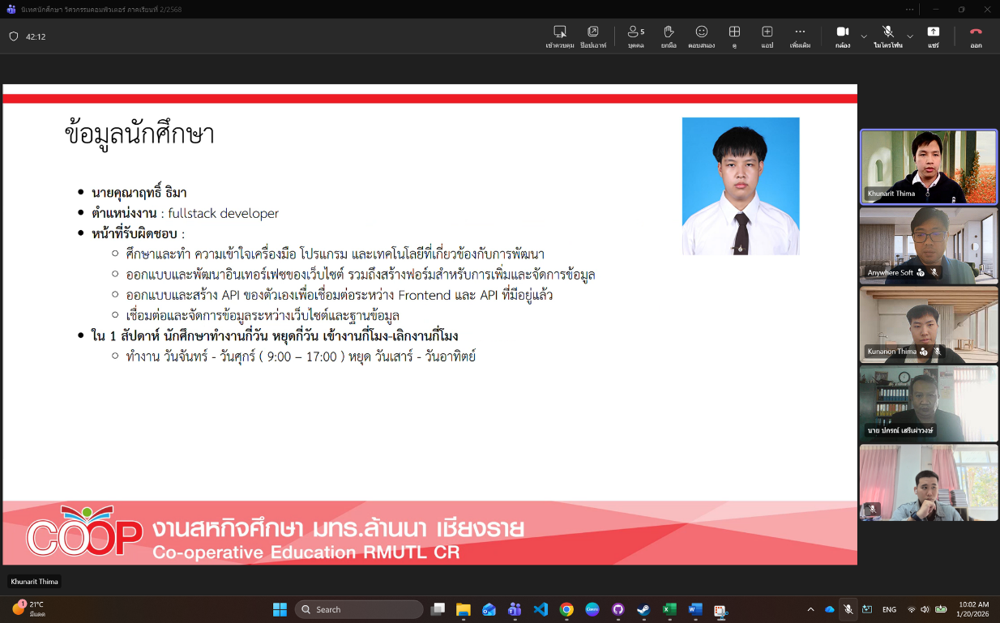 นิเทศนักศึกษา วิศวกรรมคอมพิวเตอร์ ภาคเรียนที่ 2/2568
42:12
5
เข้าควบคุม ป๊อปเอาท์ บุคคล ยกมือ ตอบสนอง ดู แอป เพิ่มเติม กล้อง ไมโครโฟน แชร์ ออก
ข้อมูลนักศึกษา
นายคุณาฤทธิ์ ธิมา
ตำแหน่งงาน : fullstack developer
หน้าที่รับผิดชอบ :
ศึกษาและทำ ความเข้าใจเครื่องมือ โปรแกรม และเทคโนโลยีที่เกี่ยวข้องกับการพัฒนา
ออกแบบและพัฒนาอินเทอร์เฟซของเว็บไซต์ รวมถึงสร้างฟอร์มสำหรับการเพิ่มและจัดการข้อมูล
ออกแบบและสร้าง API ของตัวเองเพื่อเชื่อมต่อระหว่าง Frontend และ API ที่มีอยู่แล้ว
เชื่อมต่อและจัดการข้อมูลระหว่างเว็บไซต์และฐานข้อมูล
ใน 1 สัปดาห์ นักศึกษาทำงานกี่วัน หยุดกี่วัน เข้างานกี่โมง-เลิกงานกี่โมง
ทำงาน วันจันทร์ - วันศุกร์ ( 9:00 – 17:00 ) หยุด วันเสาร์ - วันอาทิตย์
COOP
งานสหกิจศึกษา มทร.ล้านนา เชียงราย
Co-operative Education RMUTL CR
Khunarit Thima
Anywhere Soft
Kunanon Thima
นาย ปกรณ์ เสรีเผ่าวงษ์
Khunarit Thima
1
21°C
มีแดด
Search
ENG
10:02 AM
1/20/2026